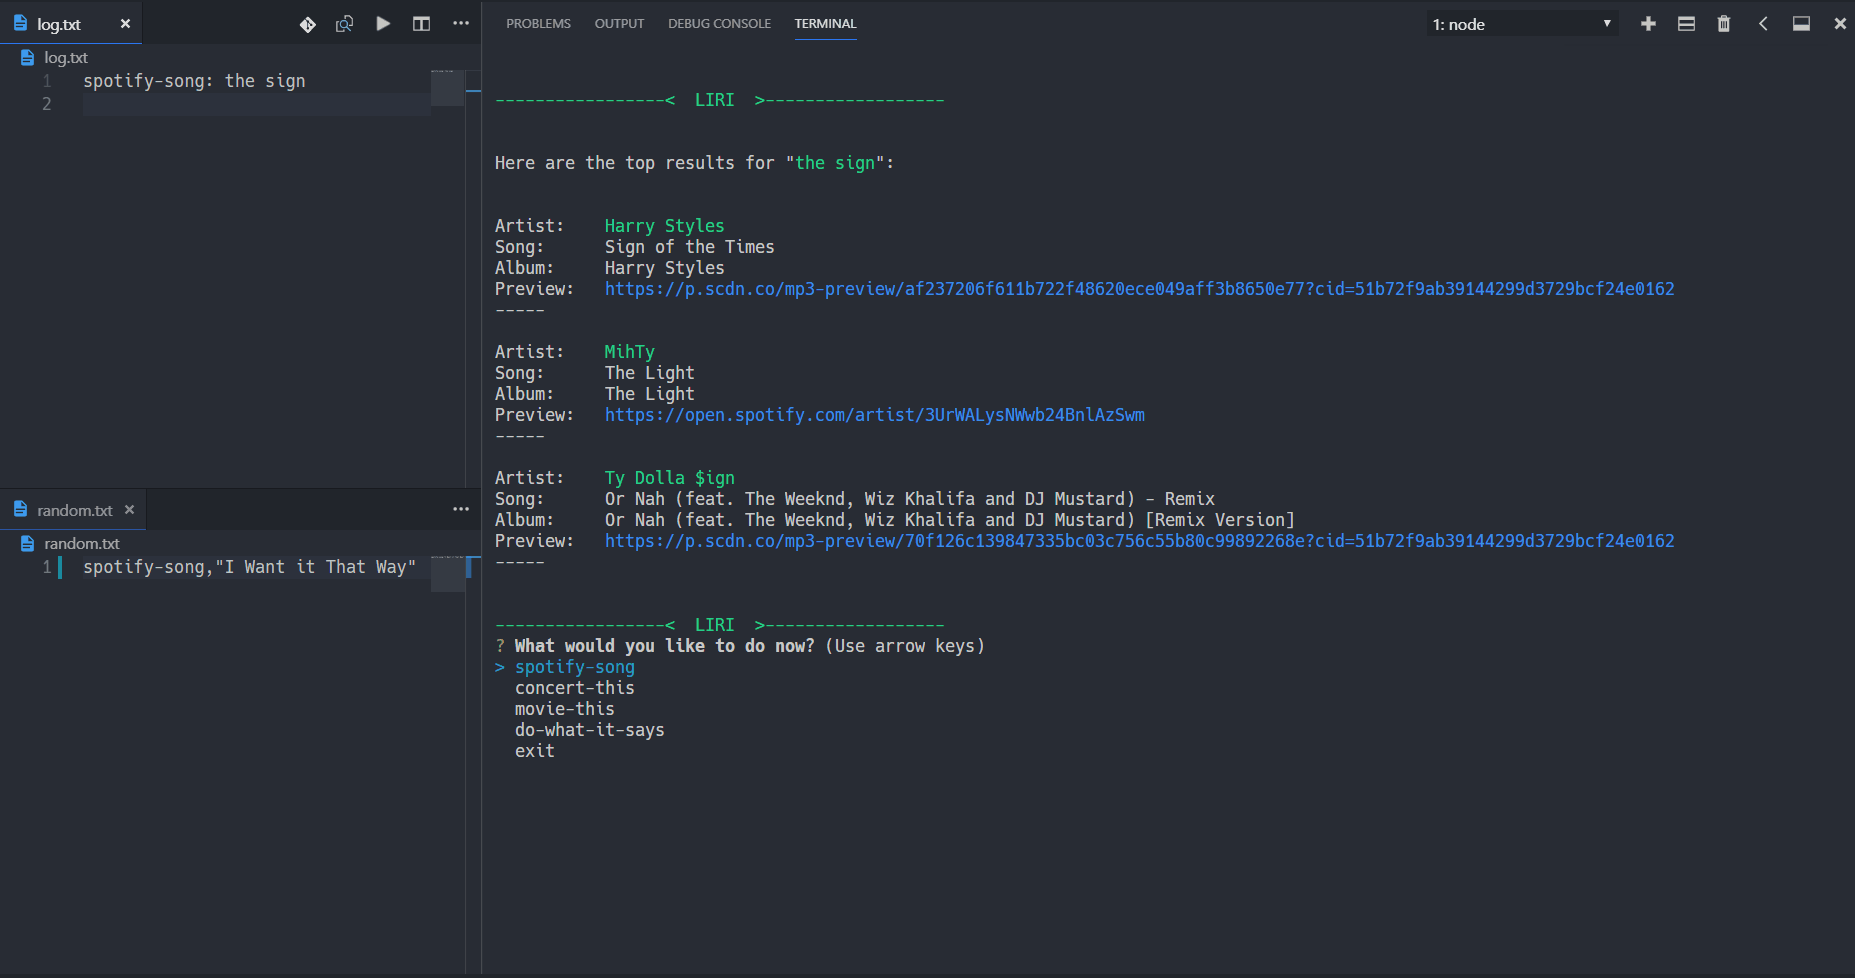 log.txt
log.txt
1 spotify-song: the sign
2
random.txt
random.txt
1 spotify-song,"I Want it That Way"
PROBLEMS OUTPUT DEBUG CONSOLE TERMINAL 1: node
-----------------< LIRI >------------------
Here are the top results for "the sign":
Artist: Harry Styles
Song: Sign of the Times
Album: Harry Styles
Preview: https://p.scdn.co/mp3-preview/af237206f611b722f48620ece049aff3b8650e77?cid=51b72f9ab39144299d3729bcf24e0162
-----
Artist: MihTy
Song: The Light
Album: The Light
Preview: https://open.spotify.com/artist/3UrWALysNWwb24BnlAzSwm
-----
Artist: Ty Dolla $ign
Song: Or Nah (feat. The Weeknd, Wiz Khalifa and DJ Mustard) - Remix
Album: Or Nah (feat. The Weeknd, Wiz Khalifa and DJ Mustard) [Remix Version]
Preview: https://p.scdn.co/mp3-preview/70f126c139847335bc03c756c55b80c99892268e?cid=51b72f9ab39144299d3729bcf24e0162
-----
-----------------< LIRI >------------------
? What would you like to do now? (Use arrow keys)
> spotify-song
concert-this
movie-this
do-what-it-says
exit